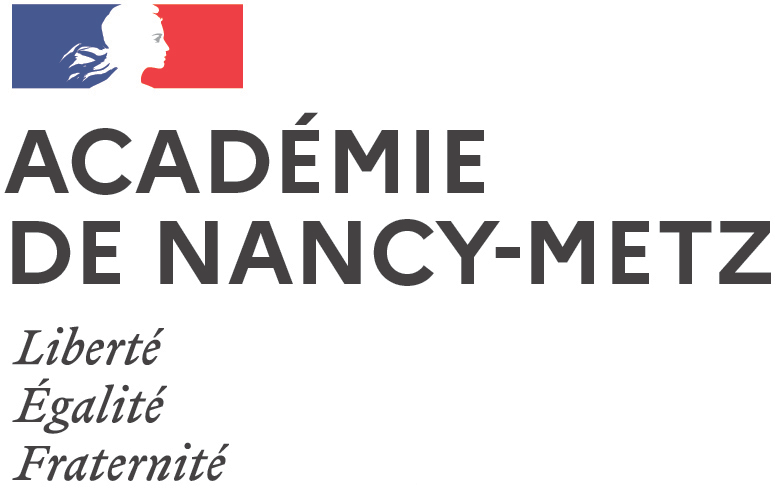 ACADÉMIE
DE NANCY-METZ
Liberté
Égalité
Fraternité